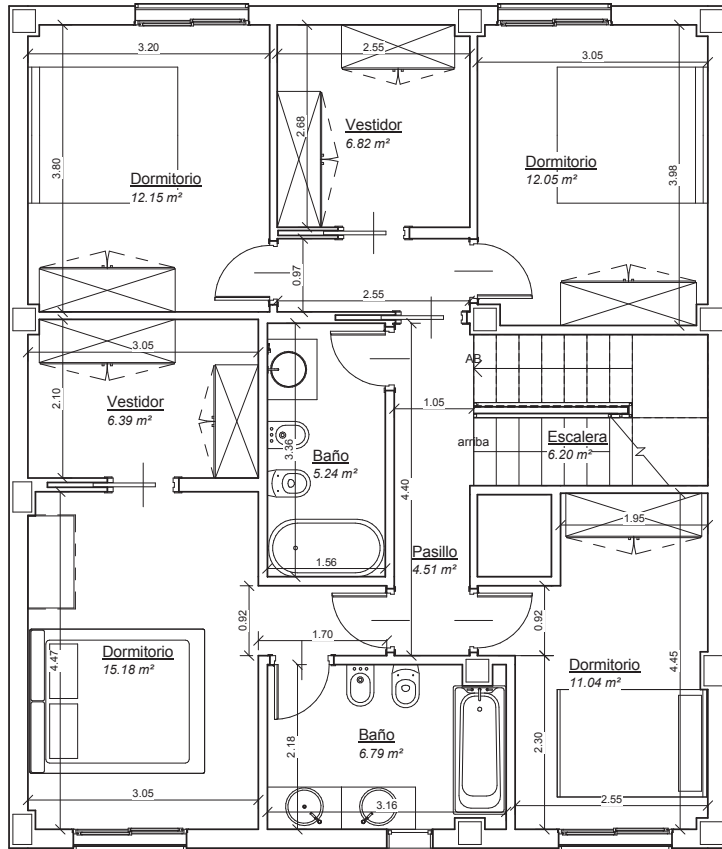 3.20
2.55
3.05
2.68
Vestidor
6.82 m²
3.80
Dormitorio
12.15 m²
Dormitorio
12.05 m²
3.98
0.97
2.55
3.05
AB
2.10
Vestidor
6.39 m²
1.05
3.36
Baño
5.24 m²
arriba
Escalera
6.20 m²
4.40
1.95
1.56
Pasillo
4.51 m²
0.92
0.92
1.70
4.47
Dormitorio
15.18 m²
Dormitorio
11.04 m²
4.45
2.18
Baño
6.79 m²
2.30
3.05
3.16
2.55